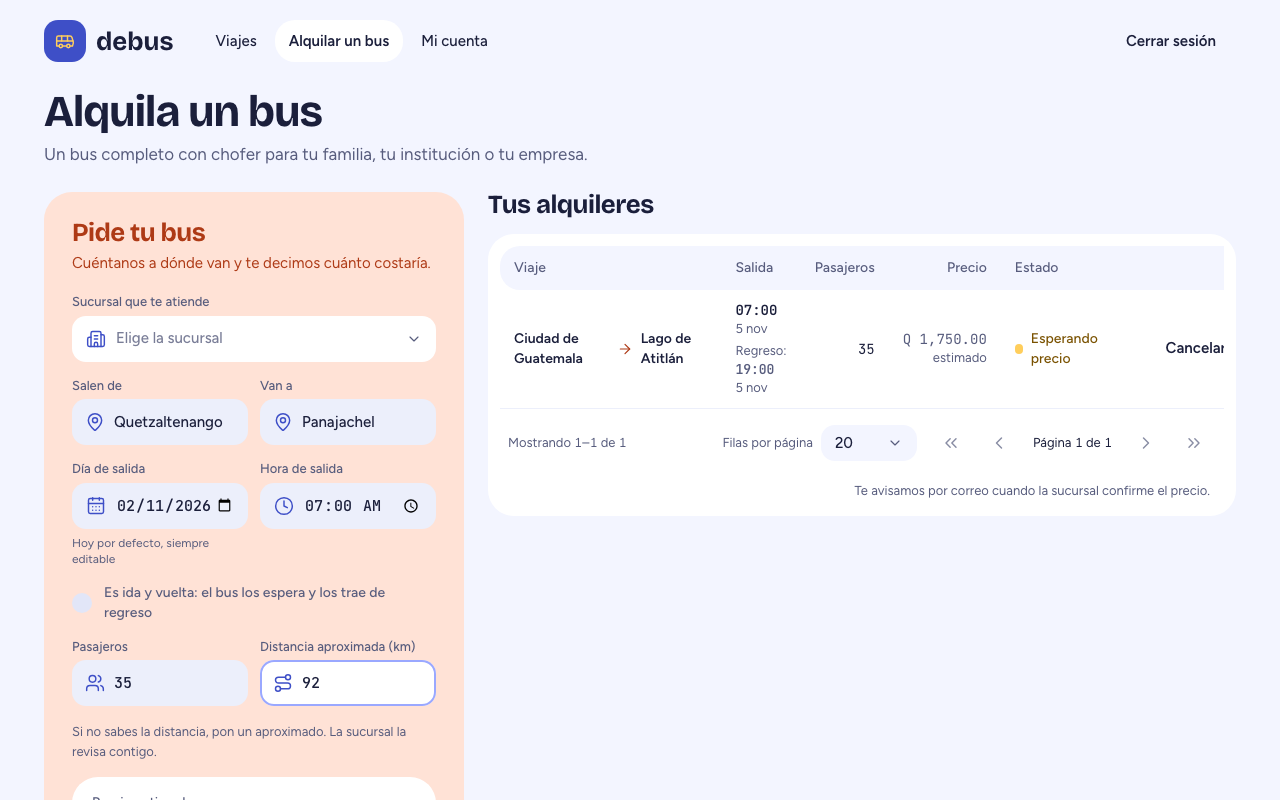 debus
Viajes
Alquilar un bus
Mi cuenta
Cerrar sesión
Alquila un bus
Un bus completo con chofer para tu familia, tu institución o tu empresa.
Pide tu bus
Cuéntanos a dónde van y te decimos cuánto costaría.
Sucursal que te atiende
Elige la sucursal
Salen de
Van a
Quetzaltenango
Panajachel
Día de salida
Hora de salida
02/11/2026
07:00 AM
Hoy por defecto, siempre
editable
Es ida y vuelta: el bus los espera y los trae de
regreso
Pasajeros
Distancia aproximada (km)
35
92
Si no sabes la distancia, pon un aproximado. La sucursal la
revisa contigo.
Tus alquileres
Viaje
Salida
Pasajeros
Precio
Estado
Ciudad de
Guatemala
Lago de
Atitlán
07:00
5 nov
Regreso:
19:00
5 nov
35
Q 1,750.00
estimado
Esperando
precio
Cancelar
Mostrando 1–1 de 1
Filas por página
20
Página 1 de 1
Te avisamos por correo cuando la sucursal confirme el precio.